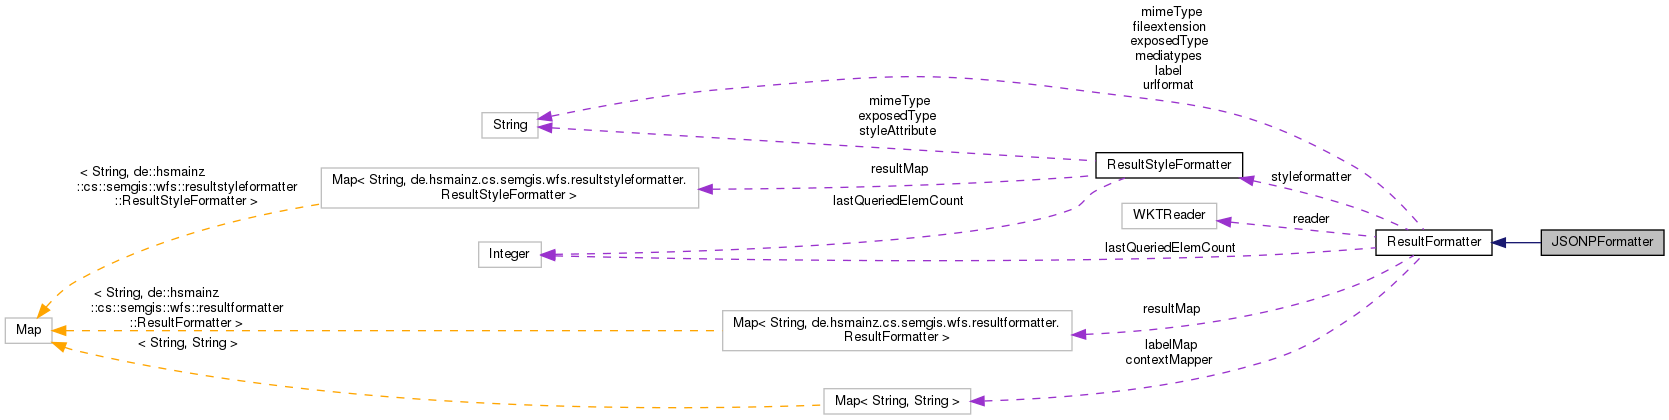 mimeType
fileextension
exposedType
mediatypes
label
urlformat
mimeType
exposedType
styleAttribute
String
ResultStyleFormatter
< String, de::hsmainz
::cs::semgis::wfs::resultstyleformatter
::ResultStyleFormatter >
Map< String, de.hsmainz.cs.semgis.wfs.resultstyleformatter.
ResultStyleFormatter >
resultMap
styleformatter
lastQueriedElemCount
WKTReader
reader
Integer
lastQueriedElemCount
ResultFormatter
JSONPFormatter
< String, de::hsmainz
::cs::semgis::wfs::resultformatter
::ResultFormatter >
Map
Map< String, de.hsmainz.cs.semgis.wfs.resultformatter.
ResultFormatter >
resultMap
< String, String >
labelMap
contextMapper
Map< String, String >